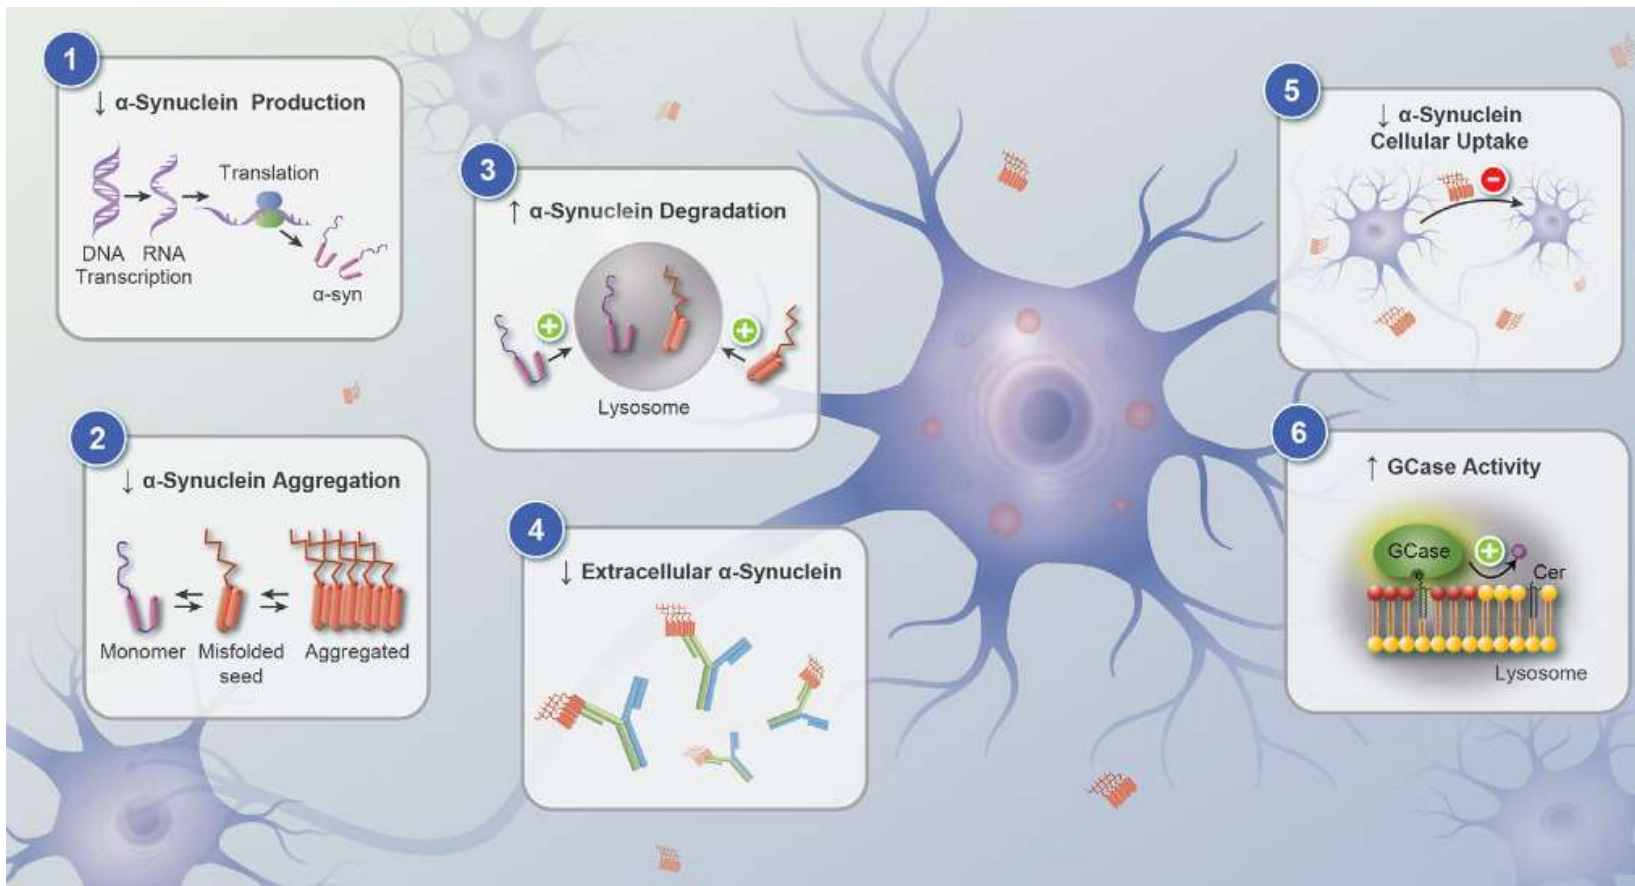 1
↓ α-Synuclein Production
Translation
DNA RNA
Transcription
α-syn
2
↓ α-Synuclein Aggregation
Monomer Misfolded Aggregated
seed
3
↑ α-Synuclein Degradation
Lysosome
4
↓ Extracellular α-Synuclein
5
↓ α-Synuclein
Cellular Uptake
6
↑ GCase Activity
GCase
Cer
Lysosome